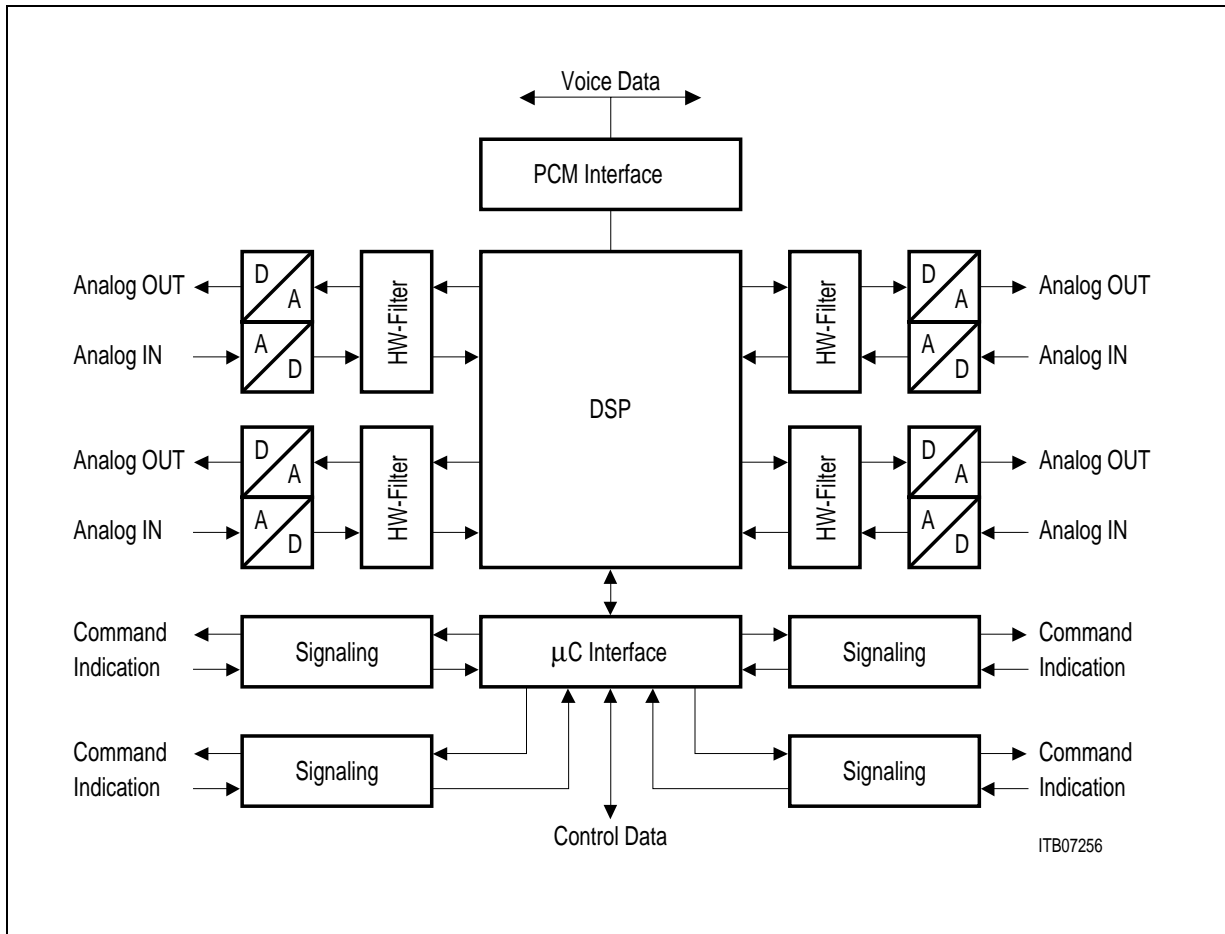 Voice Data
PCM Interface
Analog OUT
D
A
HW-Filter
HW-Filter
D
A
Analog OUT
Analog IN
A
D
A
D
Analog IN
DSP
Analog OUT
D
A
HW-Filter
HW-Filter
D
A
Analog OUT
Analog IN
A
D
A
D
Analog IN
Command
Indication
Signaling
µC Interface
Signaling
Command
Indication
Command
Indication
Signaling
Signaling
Command
Indication
Control Data
ITB07256